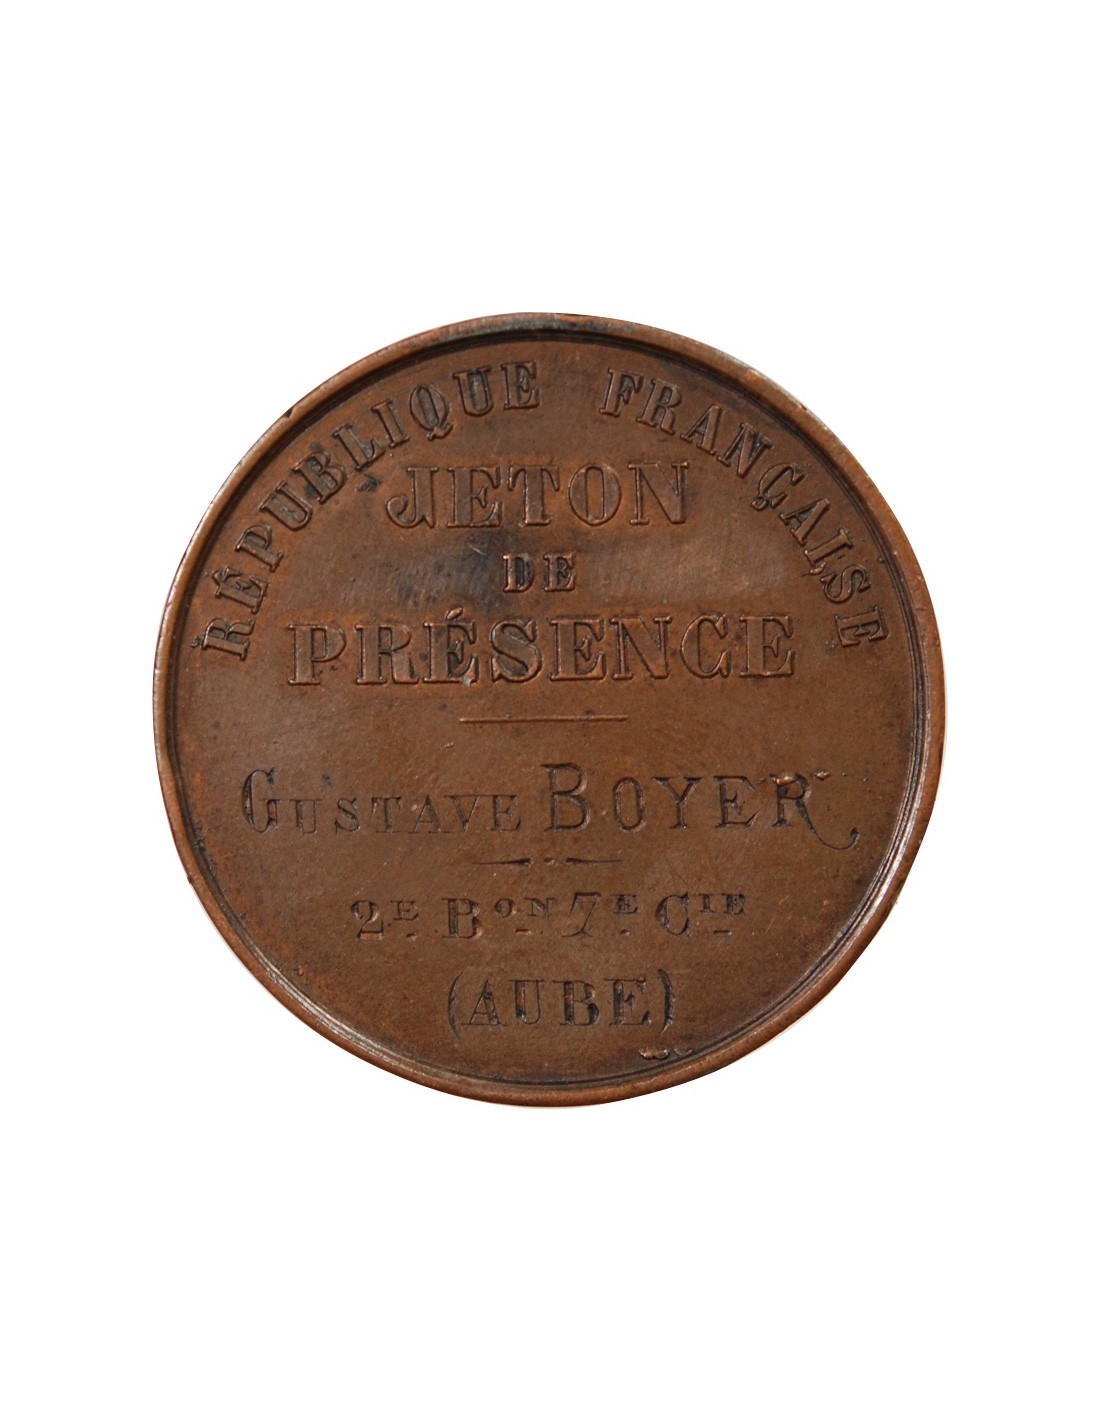 RÉPUBLIQUE FRANÇAISE
JETON
DE
PRÉSENCE
GUSTAVE BOYER
2E BON 7E CIE
(AUBE)